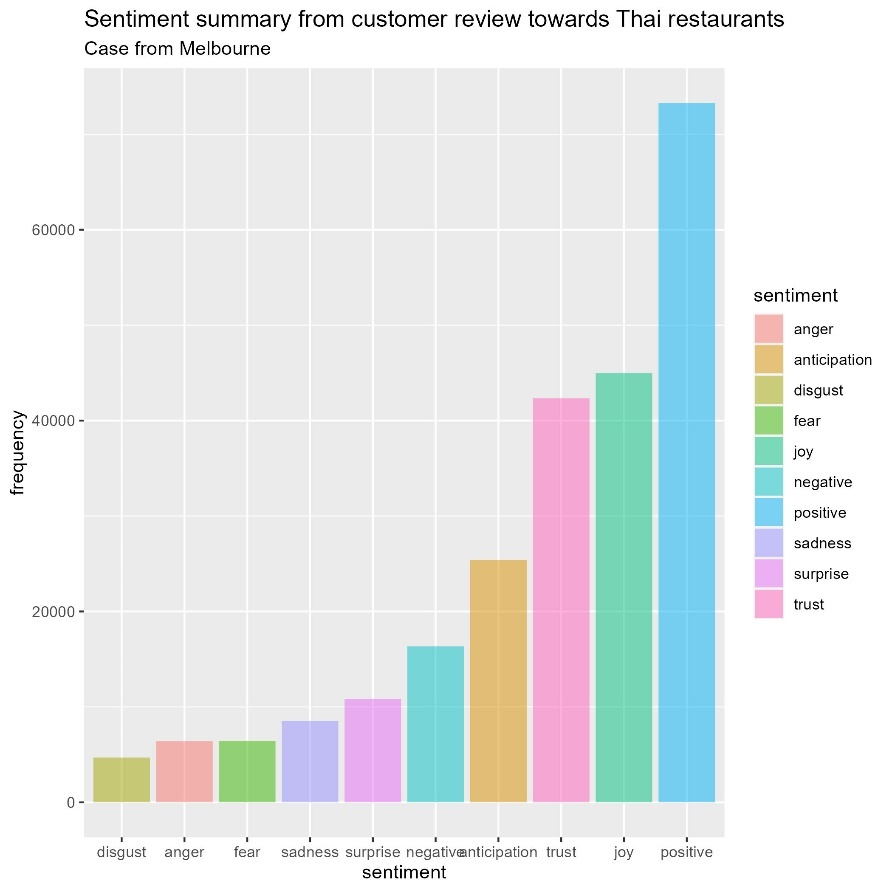 Sentiment summary from customer review towards Thai restaurants
Case from Melbourne
60000
40000
20000
0
frequency
disgust anger fear sadness surprise negative anticipation trust joy positive
sentiment
sentiment
anger
anticipation
disgust
fear
joy
negative
positive
sadness
surprise
trust